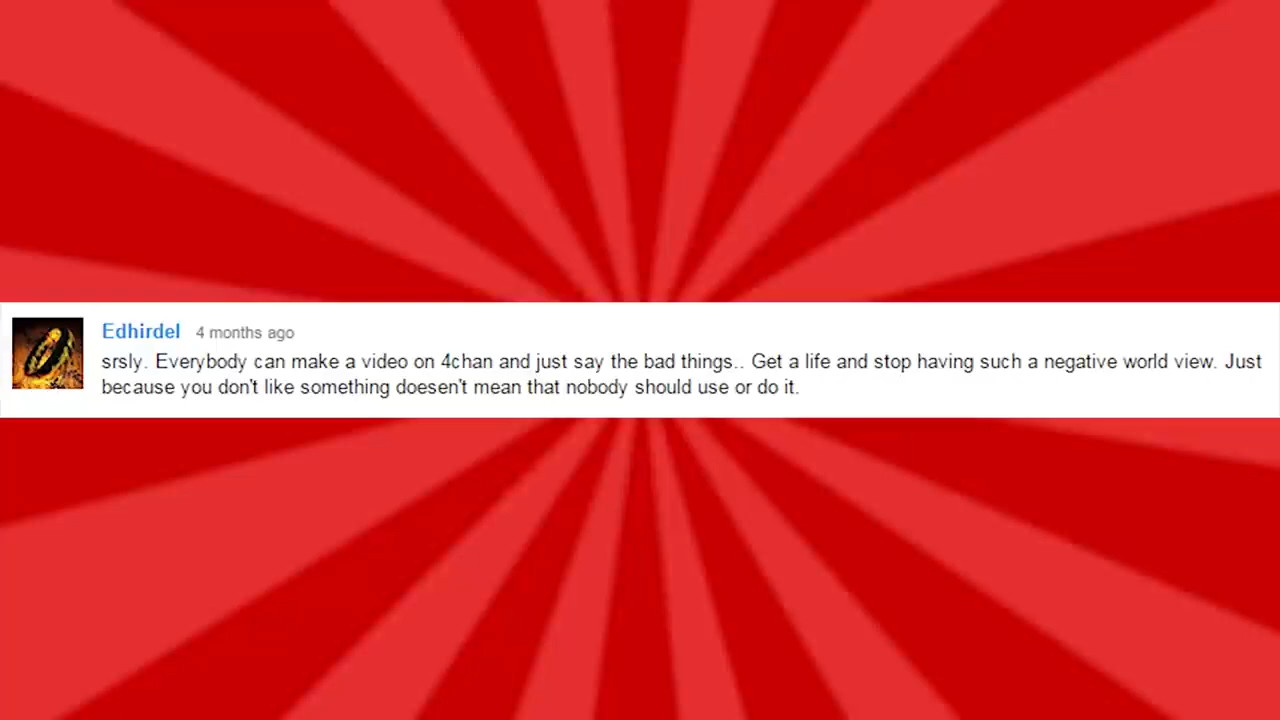 Edhirdel 4 months ago
srsly. Everybody can make a video on 4chan and just say the bad things.. Get a life and stop having such a negative world view. Just
because you don't like something doesen't mean that nobody should use or do it.